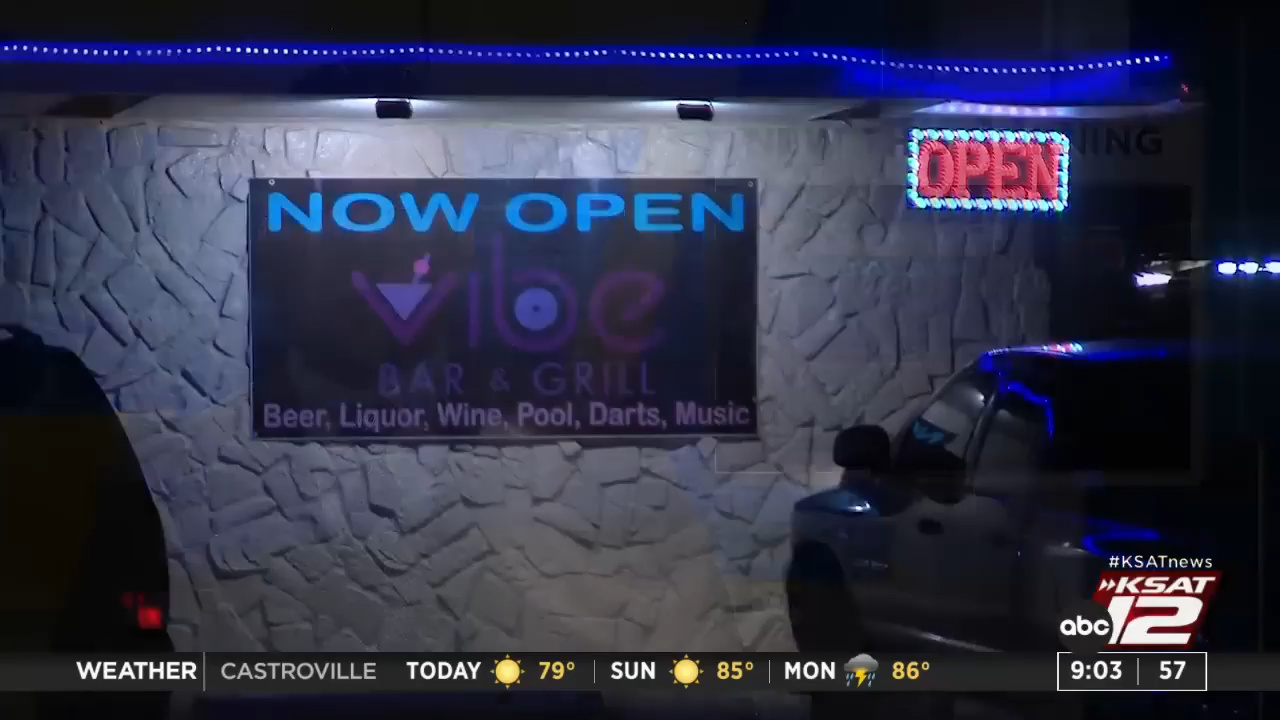 OPEN
NING
NOW OPEN
vibe
BAR & GRILL
Beer, Liquor, Wine, Pool, Darts, Music
#KSATnews
KSAT
abc 12
WEATHER CASTROVILLE TODAY 79° SUN 85° MON 86° 9:03 57